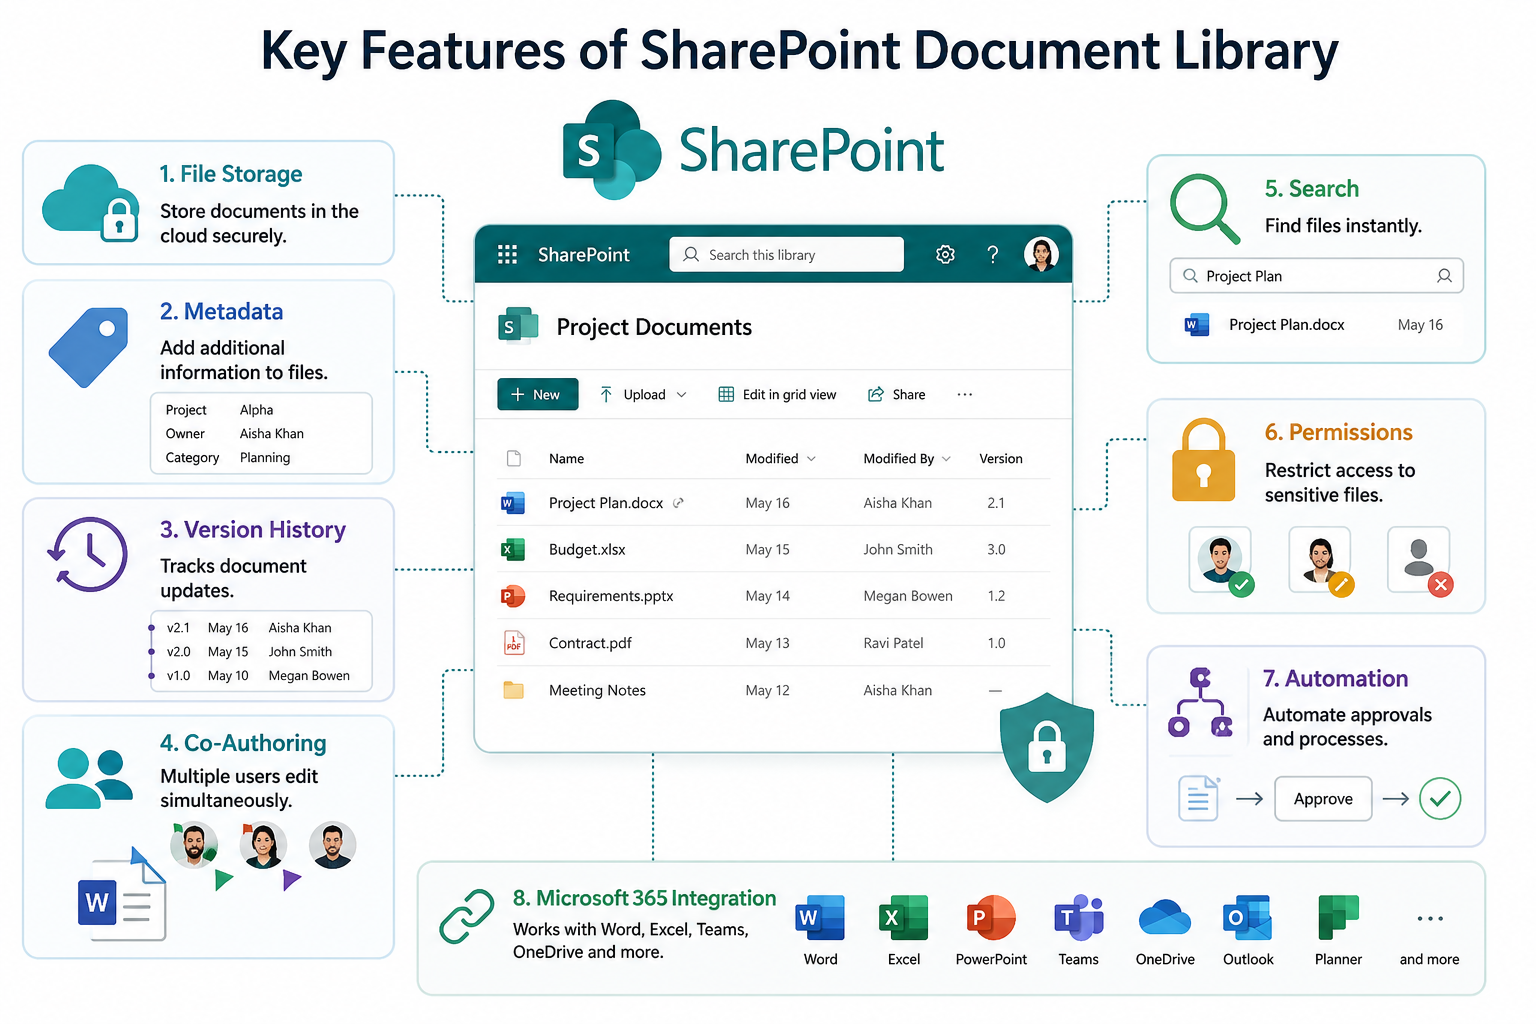 Key Features of SharePoint Document Library
S SharePoint
1. File Storage
Store documents in the
cloud securely.
2. Metadata
Add additional
information to files.
Project Alpha
Owner Aisha Khan
Category Planning
3. Version History
Tracks document
updates.
v2.1 May 16 Aisha Khan
v2.0 May 15 John Smith
v1.0 May 10 Megan Bowen
4. Co-Authoring
Multiple users edit
simultaneously.
W
SharePoint Search this library ?
S Project Documents
+ New Upload Edit in grid view Share ...
Name Modified Modified By Version
W Project Plan.docx May 16 Aisha Khan 2.1
X Budget.xlsx May 15 John Smith 3.0
P Requirements.pptx May 14 Megan Bowen 1.2
PDF Contract.pdf May 13 Ravi Patel 1.0
Meeting Notes May 12 Aisha Khan —
5. Search
Find files instantly.
Project Plan
W Project Plan.docx May 16
6. Permissions
Restrict access to
sensitive files.
7. Automation
Automate approvals
and processes.
Approve
8. Microsoft 365 Integration
Works with Word, Excel, Teams,
OneDrive and more.
W X P T O ...
Word Excel PowerPoint Teams OneDrive Outlook Planner and more